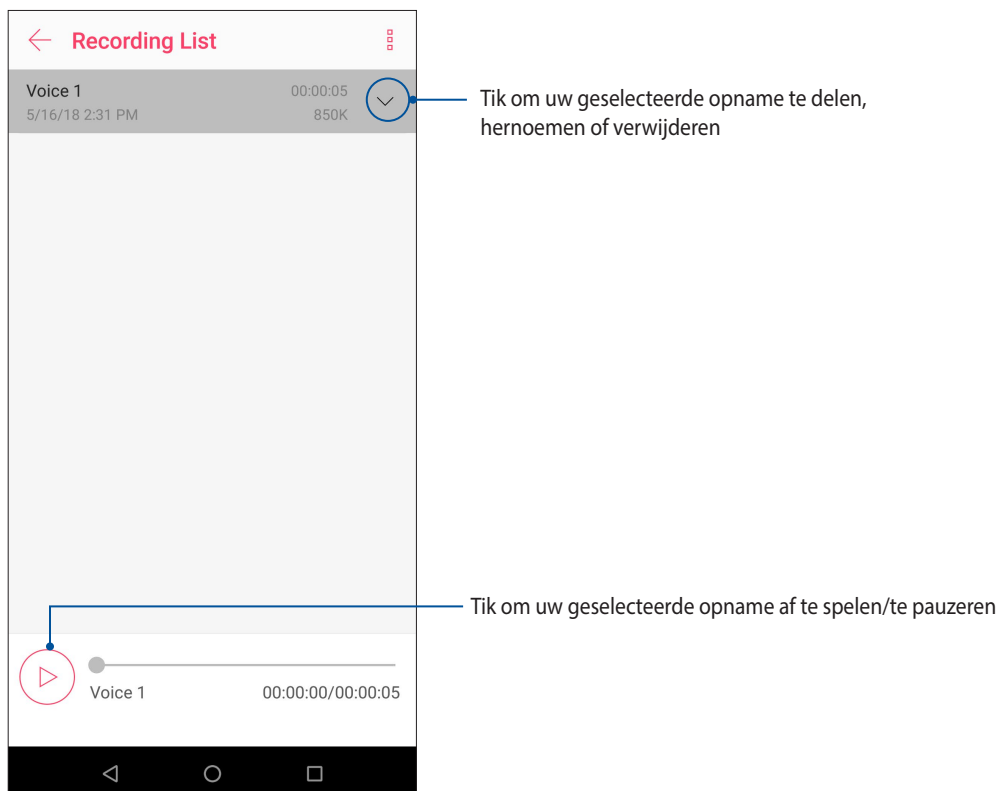 Recording List
Voice 1
00:00:05
5/16/18 2:31 PM
850K
Tik om uw geselecteerde opname te delen,
hernoemen of verwijderen
Tik om uw geselecteerde opname af te spelen/te pauzeren
Voice 1
00:00:00/00:00:05